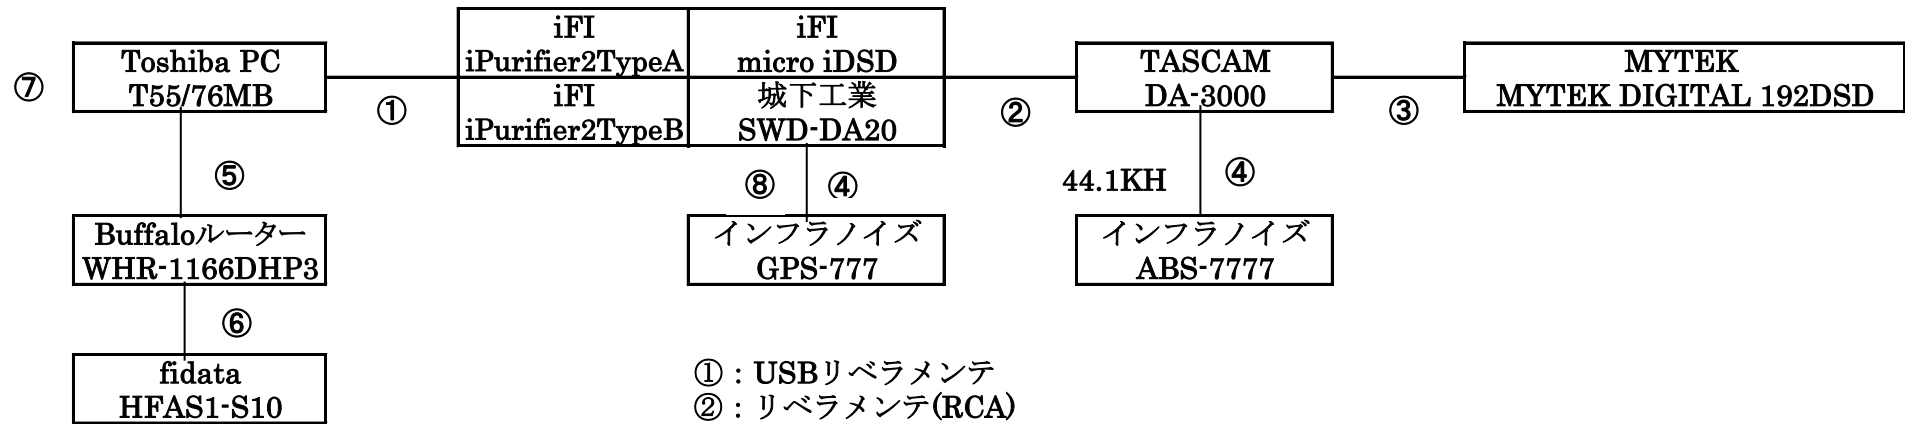 ⑦
Toshiba PC
T55/76MB
①
iFI
iPurifier2TypeA
iFI
iPurifier2TypeB
iFI
micro iDSD
城下工業
SWD-DA20
②
TASCAM
DA-3000
③
MYTEK
MYTEK DIGITAL 192DSD
⑤
⑧
④
44.1KH
④
Buffaloルーター
WHR-1166DHP3
インフラノイズ
GPS-777
インフラノイズ
ABS-7777
⑥
fidata
HFAS1-S10
①：USBリベラメンテ
②：リベラメンテ(RCA)